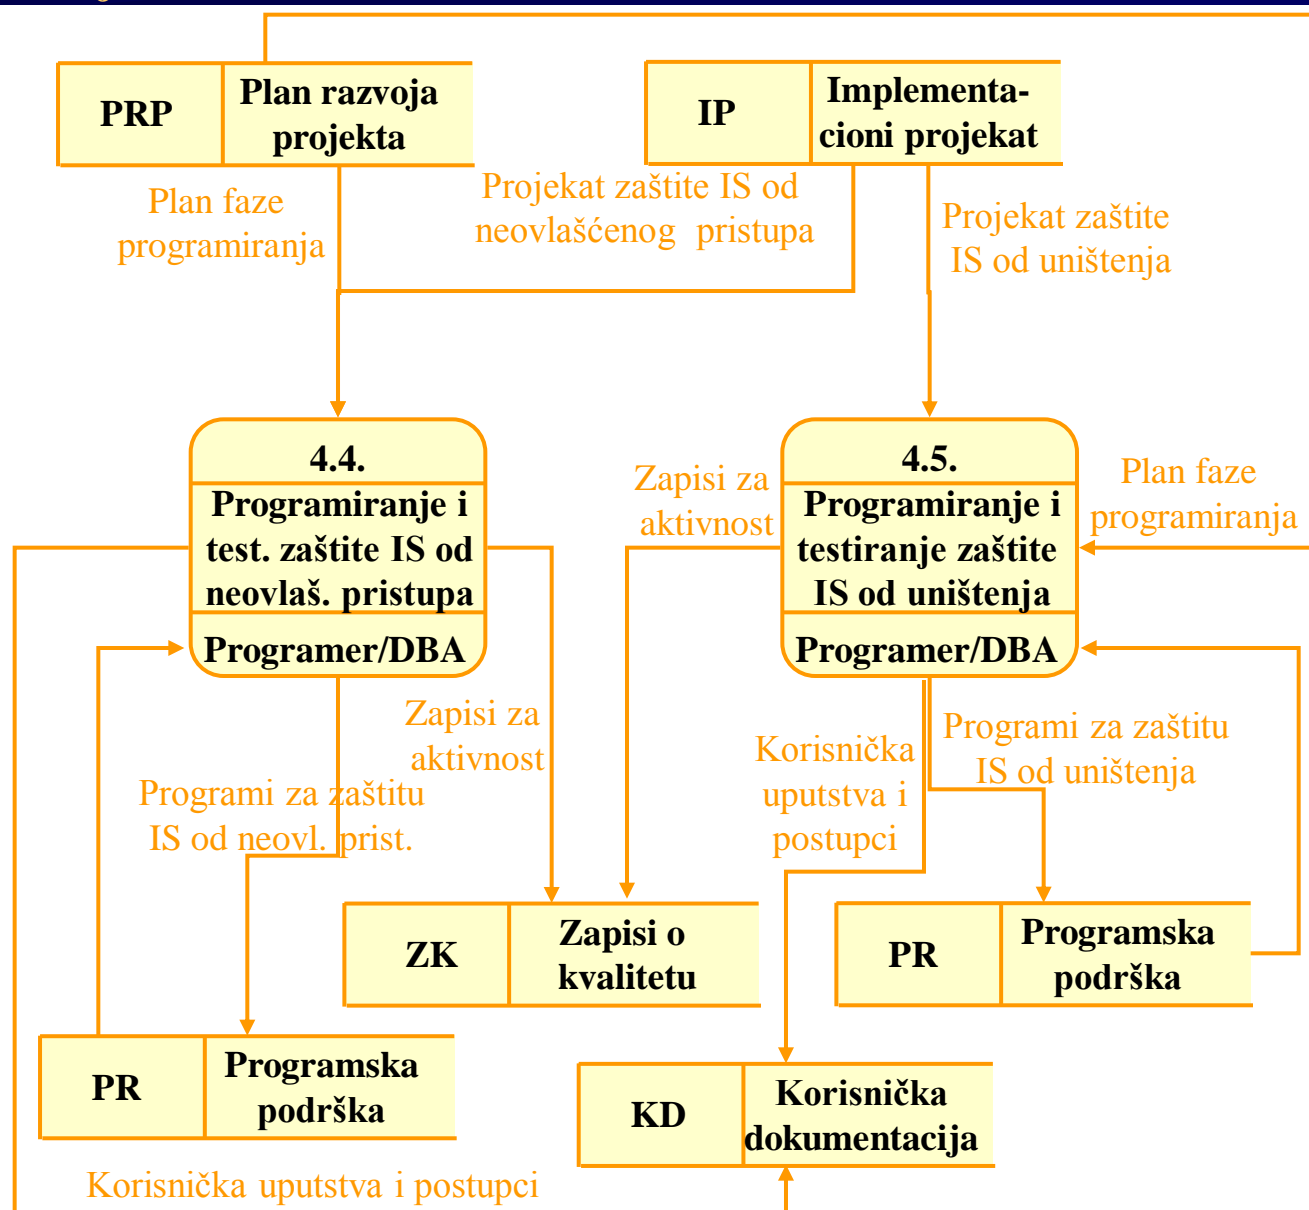 PRP
Plan razvoja
projekta
IP
Implementa-
cioni projekat
Plan faze
programiranja
Projekat zaštite IS od
neovlašćenog pristupa
Projekat zaštite
IS od uništenja
4.4.
Programiranje i
test. zaštite IS od
neovlaš. pristupa
Programer/DBA
Zapisi za
aktivnost
4.5.
Programiranje i
testiranje zaštite
IS od uništenja
Programer/DBA
Plan faze
programiranja
Zapisi za
aktivnost
Programi za zaštitu
IS od neovl. prist.
Korisnička
uputstva i
postupci
Programi za zaštitu
IS od uništenja
ZK
Zapisi o
kvalitetu
PR
Programska
podrška
PR
Programska
podrška
KD
Korisnička
dokumentacija
Korisnička uputstva i postupci